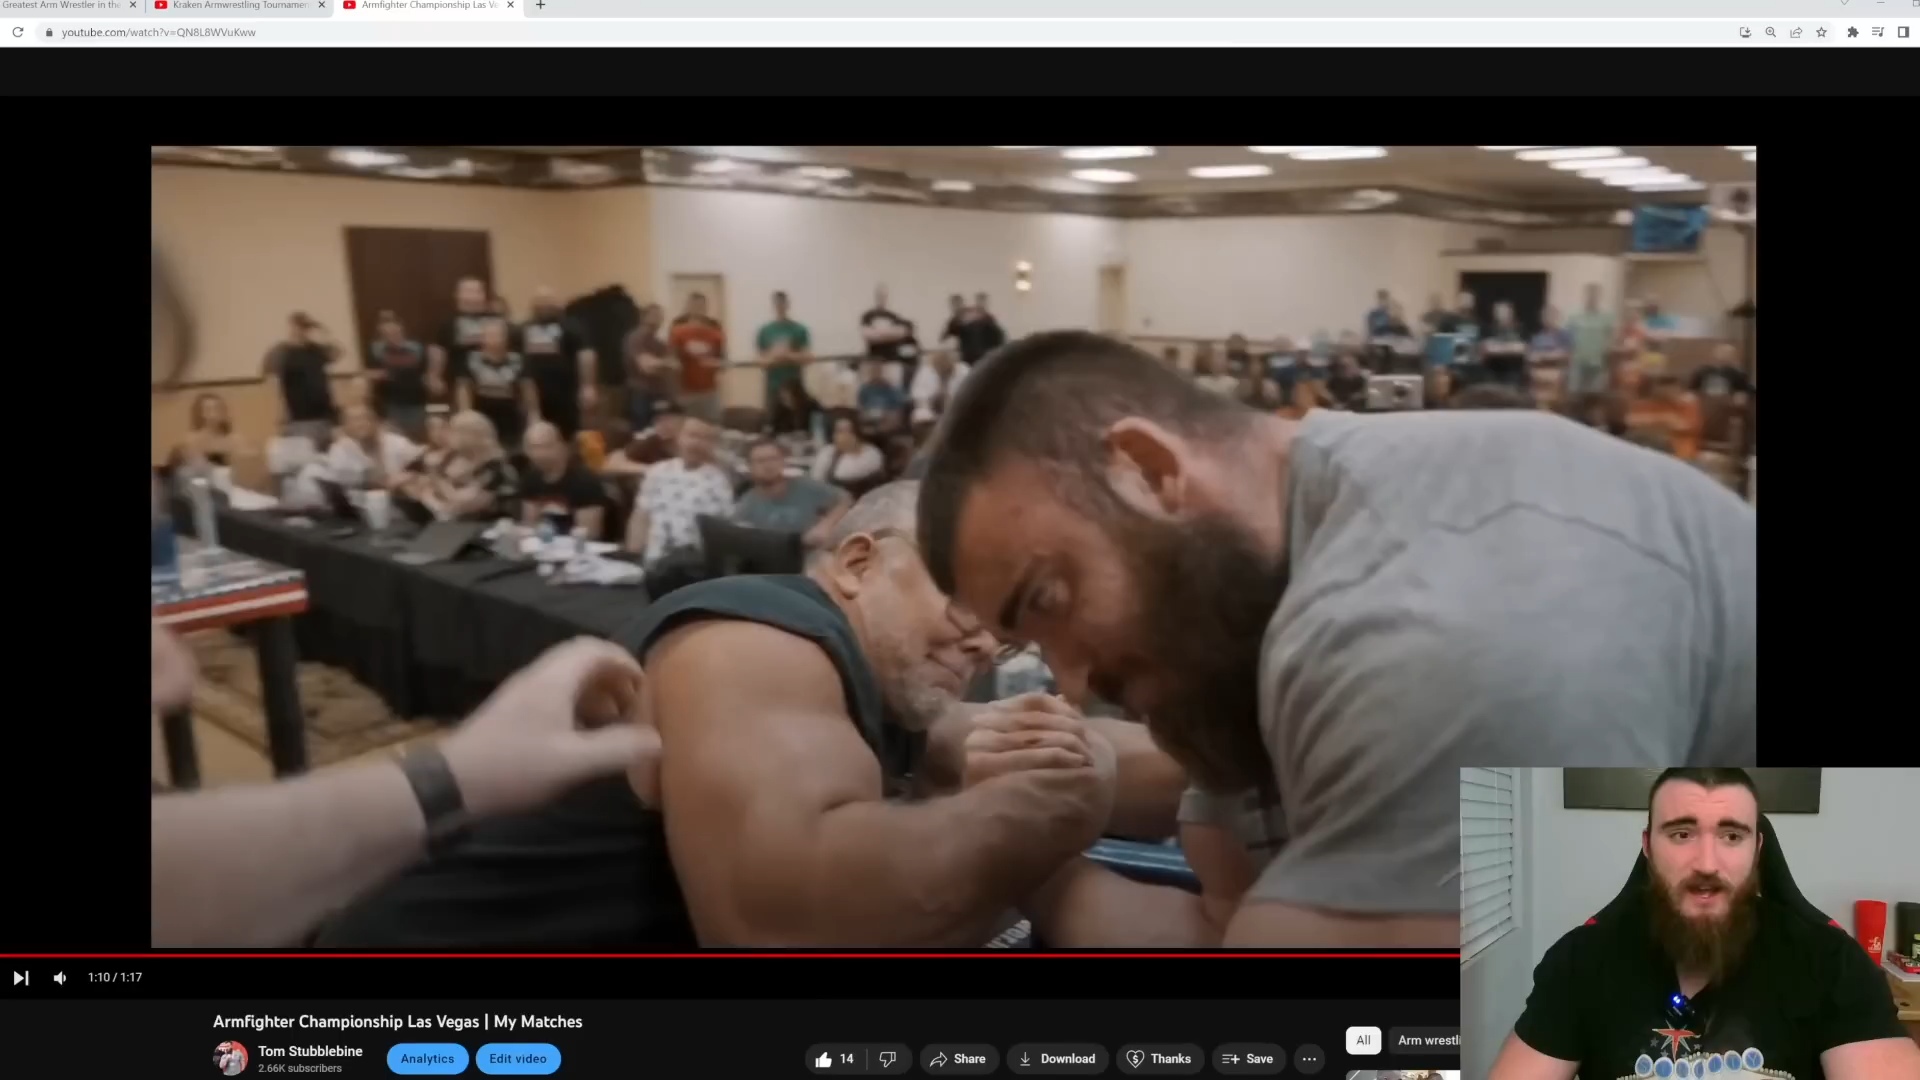 Greatest Arm Wrestler in the
Kraken Armwrestling Tournamen
Armfighter Championship Las Ve
youtube.com/watch?v=QN8L8WVuKww
1:10 / 1:17
Armfighter Championship Las Vegas | My Matches
Tom Stubblebine
2.66K subscribers
Analytics
Edit video
14
Share
Download
Thanks
Save
All
Arm wrestli